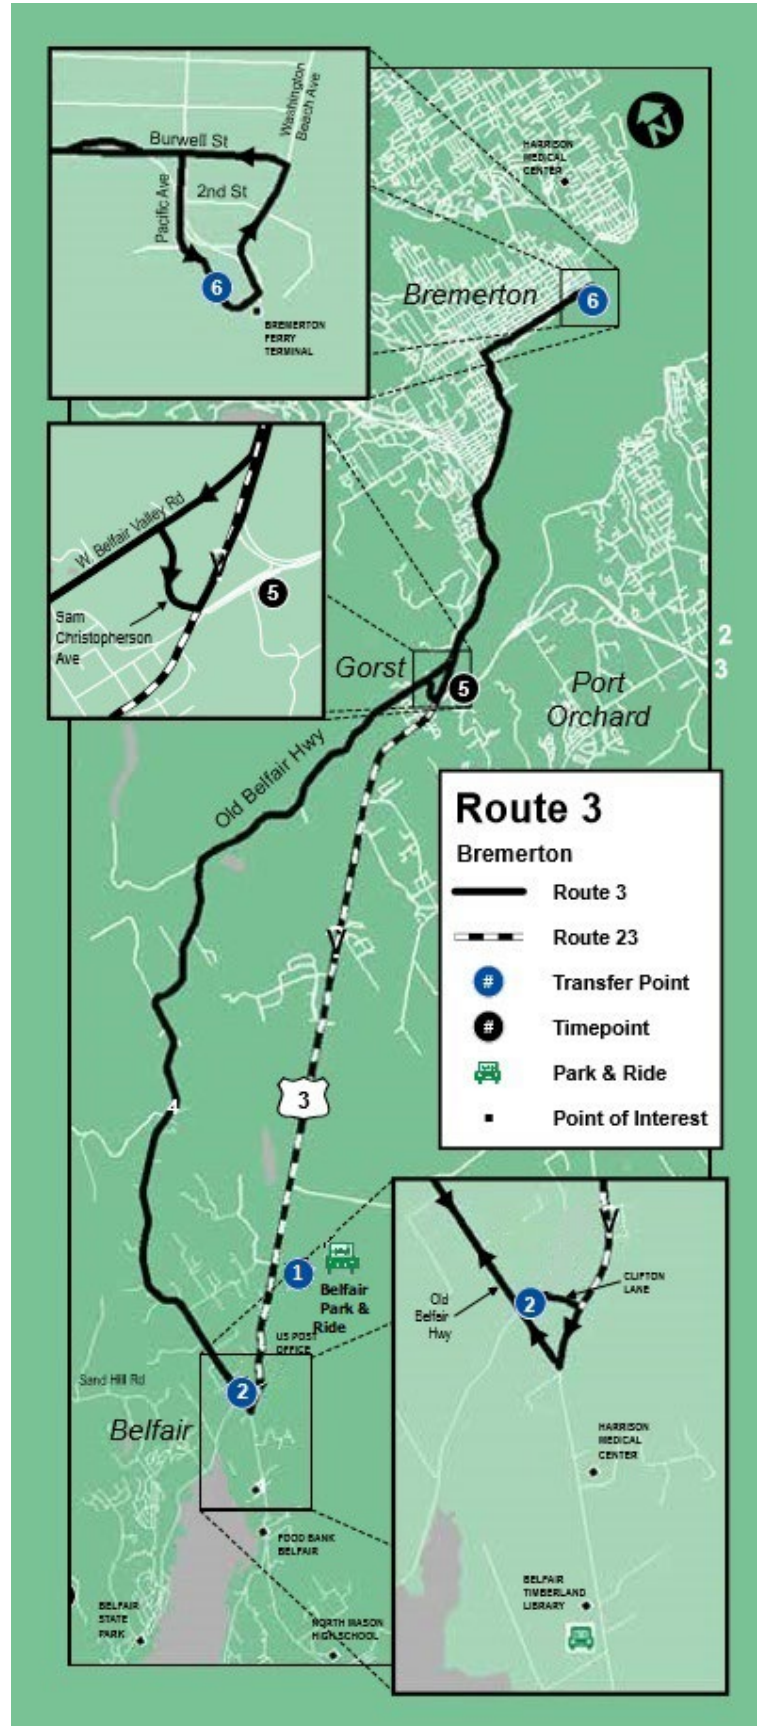 Burwell St
Washington
Beach Ave
Pacific Ave
2nd St
6
BREMERTON
FERRY
TERMINAL
N
HARRISON
MEDICAL
CENTER
Bremerton
6
W. Belfair Valley Rd
5
Sam
Christopherson
Ave
Gorst
5
Port
Orchard
2
3
Old Belfair Hwy
Route 3
Bremerton
Route 3
Route 23
# Transfer Point
# Timepoint
Park & Ride
Point of Interest
3
4
1
Belfair
Park &
Ride
US POST
OFFICE
Sand Hill Rd
2
Belfair
FOOD BANK
BELFAIR
BELFAIR
STATE
PARK
NORTH MASON
HIGH SCHOOL
2
CLIFTON
LANE
Old
Belfair
Hwy
HARRISON
MEDICAL
CENTER
BELFAIR
TIMBERLAND
LIBRARY